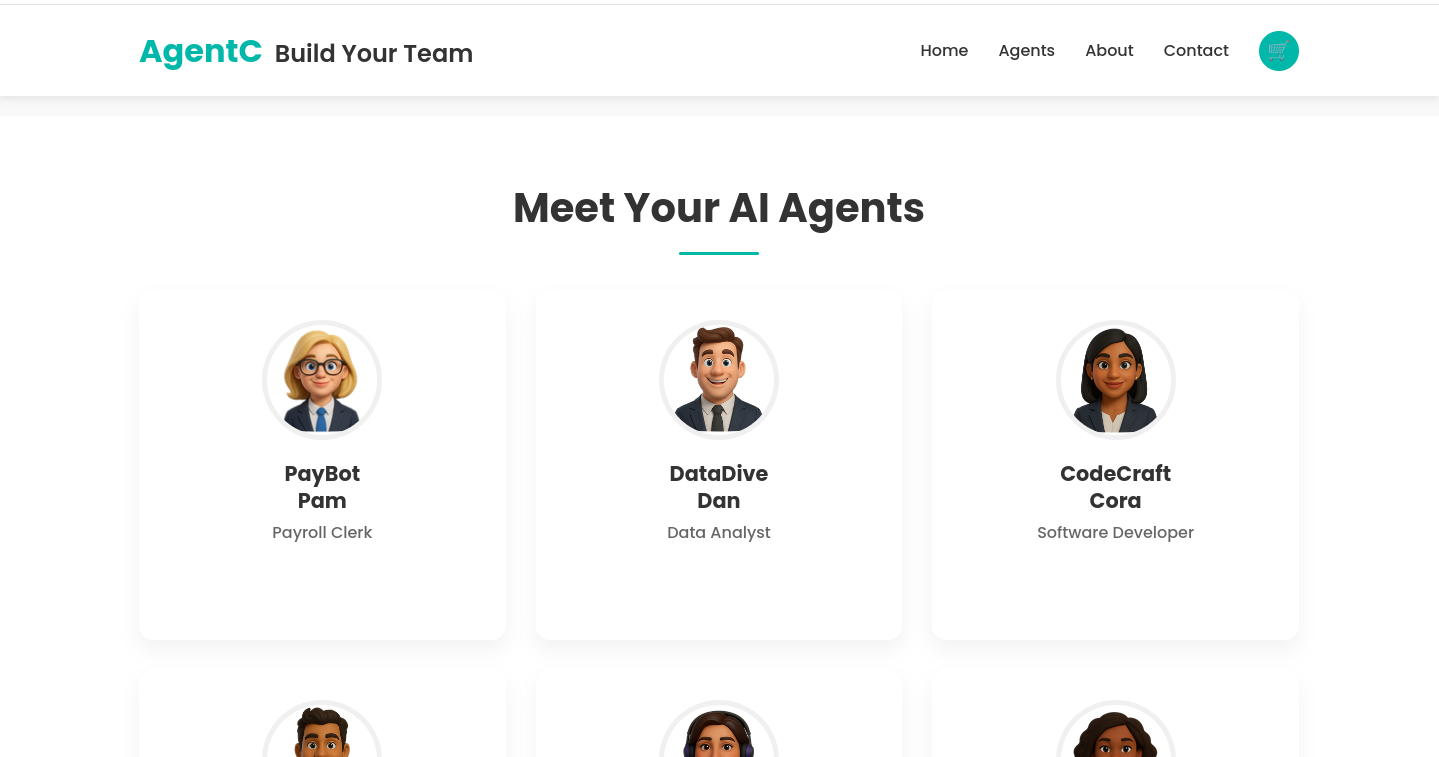 AgentC Build Your Team
Home Agents About Contact
Meet Your AI Agents
PayBot
Pam
Payroll Clerk
DataDive
Dan
Data Analyst
CodeCraft
Cora
Software Developer